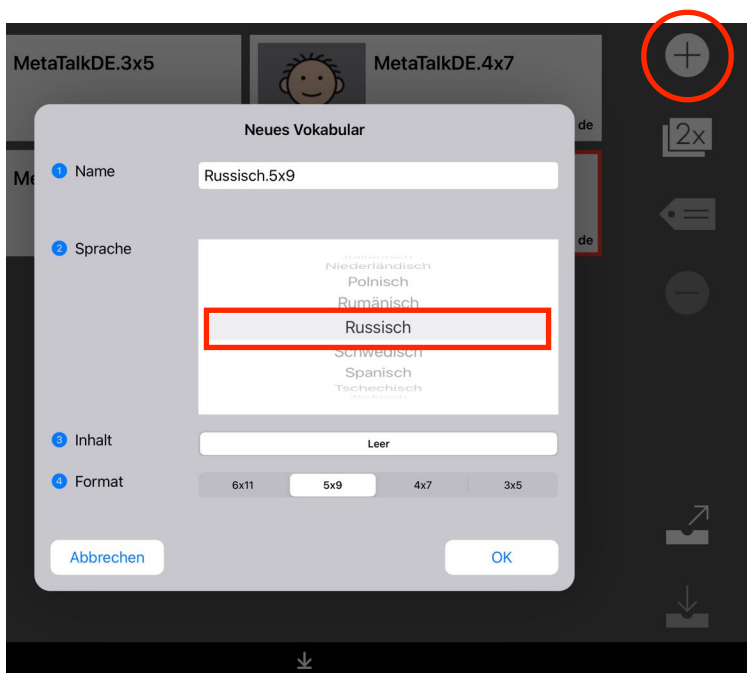 MetaTalkDE.3x5
MetaTalkDE.4x7
de
2x
Neues Vokabular
1 Name
Russisch.5x9
de
2 Sprache
Niederländisch
Polnisch
Rumänisch
Russisch
Schwedisch
Spanisch
Tschechisch
3 Inhalt
Leer
4 Format
6x11
5x9
4x7
3x5
Abbrechen
OK